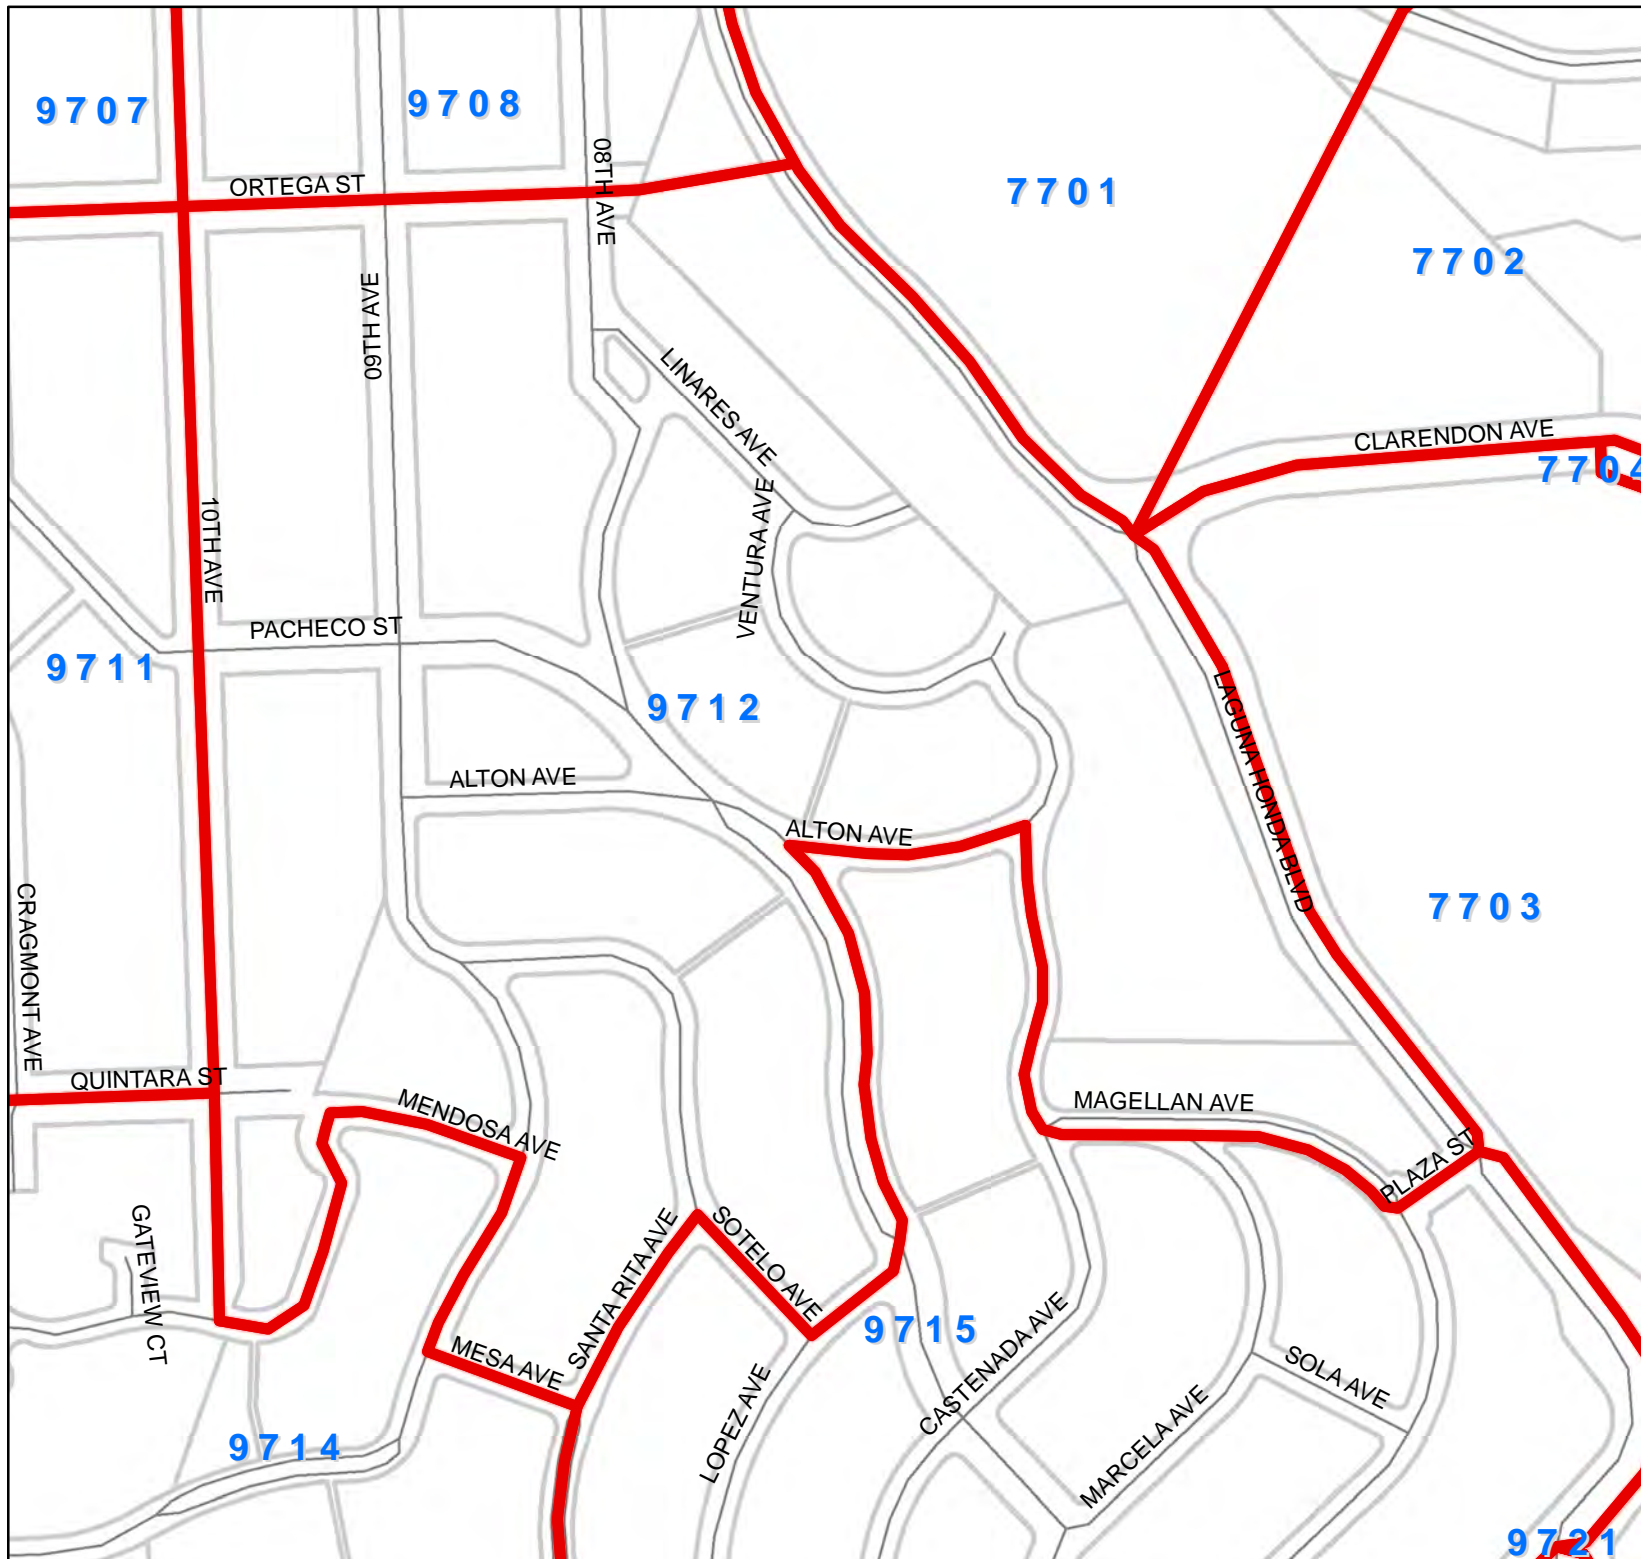 9707
9708
08TH AVE
ORTEGA ST
7701
7702
09TH AVE
LINARES AVE
CLARENDON AVE
7704
VENTURA AVE
10TH AVE
PACHECO ST
9711
9712
LAGUNA HONDA BLVD
ALTON AVE
ALTON AVE
CRAGMONT AVE
7703
QUINTARA ST
MENDOSA AVE
MAGELLAN AVE
PLAZA ST
GATEVIEW CT
SANTA RITA AVE
SOTELO AVE
9715
MESA AVE
CASTENADA AVE
SOLA AVE
LOPEZ AVE
MARCELA AVE
9714
9721